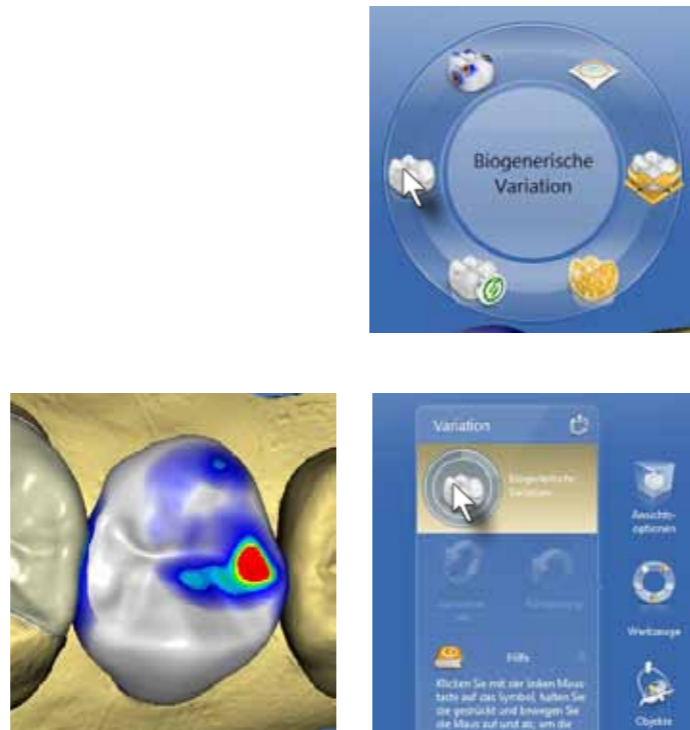 Biogenerische
Variation
Variation
Biogenerische
Variation
Ansichts-
optionen
Werkzeuge
Hilfe
Klicken Sie mit der linken Maus-
taste auf das Symbol, halten Sie
sie gedrückt und bewegen Sie
die Maus auf und ab, um die
Objekte